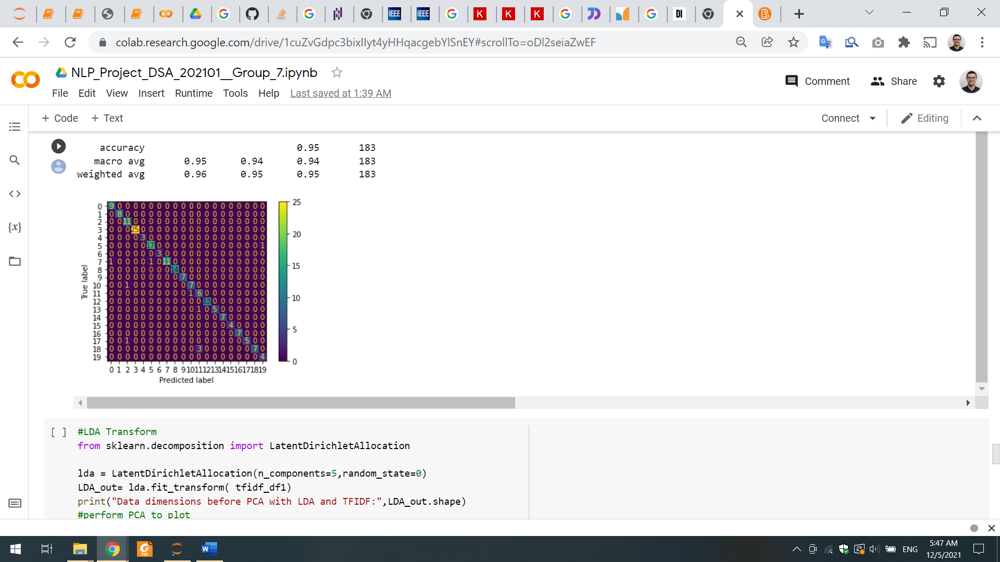 colab.research.google.com/drive/1cuZvGdpc3bixIIyt4yHHqacgebYlSnEY#scrollTo=oDl2seiaZwEF
NLP_Project_DSA_202101__Group_7.ipynb
Comment
Share
File Edit View Insert Runtime Tools Help Last saved at 1:39 AM
+ Code + Text
Connect
Editing
accuracy 0.95 183
macro avg 0.95 0.94 0.94 183
weighted avg 0.96 0.95 0.95 183
0 9 0 0 0 0 0 0 0 0 0 0 0 0 0 0 0 0 0 0 0
1 0 8 0 0 0 0 0 0 0 0 0 0 0 0 0 0 0 0 0 0
2 0 0 11 0 0 0 0 0 0 0 0 0 0 0 0 0 0 0 0 0
3 0 0 0 25 0 0 0 0 0 0 0 0 0 0 0 0 0 0 0 0
4 0 0 0 0 3 0 0 0 0 0 0 0 0 0 0 0 0 0 0 0
5 0 0 0 0 0 17 0 0 0 0 0 0 0 0 0 0 0 0 0 1
6 0 0 0 0 0 0 3 0 0 0 0 0 0 0 0 0 0 0 0 0
7 1 0 0 0 0 1 0 11 0 0 0 0 0 0 0 0 0 0 0 0
8 0 0 0 0 0 0 0 0 14 0 0 0 0 0 0 0 0 0 0 0
9 0 0 0 0 0 0 0 0 0 7 0 0 0 0 0 0 0 0 0 0
10 0 0 1 0 0 0 0 0 0 0 7 0 0 0 0 0 0 0 0 0
11 0 0 0 0 0 0 0 0 0 0 1 6 0 0 0 0 0 0 0 0
12 0 0 0 0 0 0 0 0 0 0 0 0 13 0 0 0 0 0 0 0
13 0 0 0 0 0 0 0 0 0 0 0 1 0 5 0 0 0 0 0 0
14 0 0 0 0 0 0 0 0 0 0 0 0 0 0 7 0 0 0 0 0
15 0 0 0 0 0 0 0 0 0 0 0 0 0 0 0 4 0 0 0 0
16 0 0 0 0 0 0 0 0 0 0 0 0 0 0 0 0 7 0 0 0
17 0 0 1 0 0 0 0 0 0 0 0 0 0 0 0 0 0 5 0 0
18 0 0 0 0 0 0 0 0 0 0 0 3 0 0 0 0 0 0 7 0
19 0 0 0 0 0 0 0 0 0 0 0 0 0 0 0 0 0 0 0 4
0 1 2 3 4 5 6 7 8 9 10 11 12 13 14 15 16 17 18 19
Predicted label
True label
25
20
15
10
5
0
[ ] #LDA Transform
from sklearn.decomposition import LatentDirichletAllocation
lda = LatentDirichletAllocation(n_components=5,random_state=0)
LDA_out= lda.fit_transform( tfidf_df1)
print("Data dimensions before PCA with LDA and TFIDF:",LDA_out.shape)
#perform PCA to plot
ENG
5:47 AM
12/5/2021